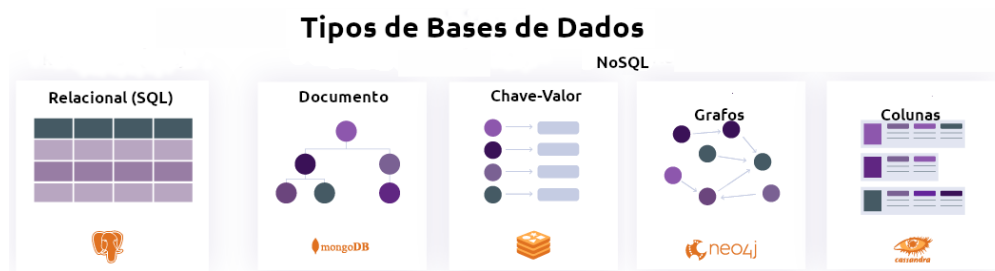 Tipos de Bases de Dados
NoSQL
Relacional (SQL)
Documento
Chave-Valor
Grafos
Colunas
mongoDB
neo4j
cassandra